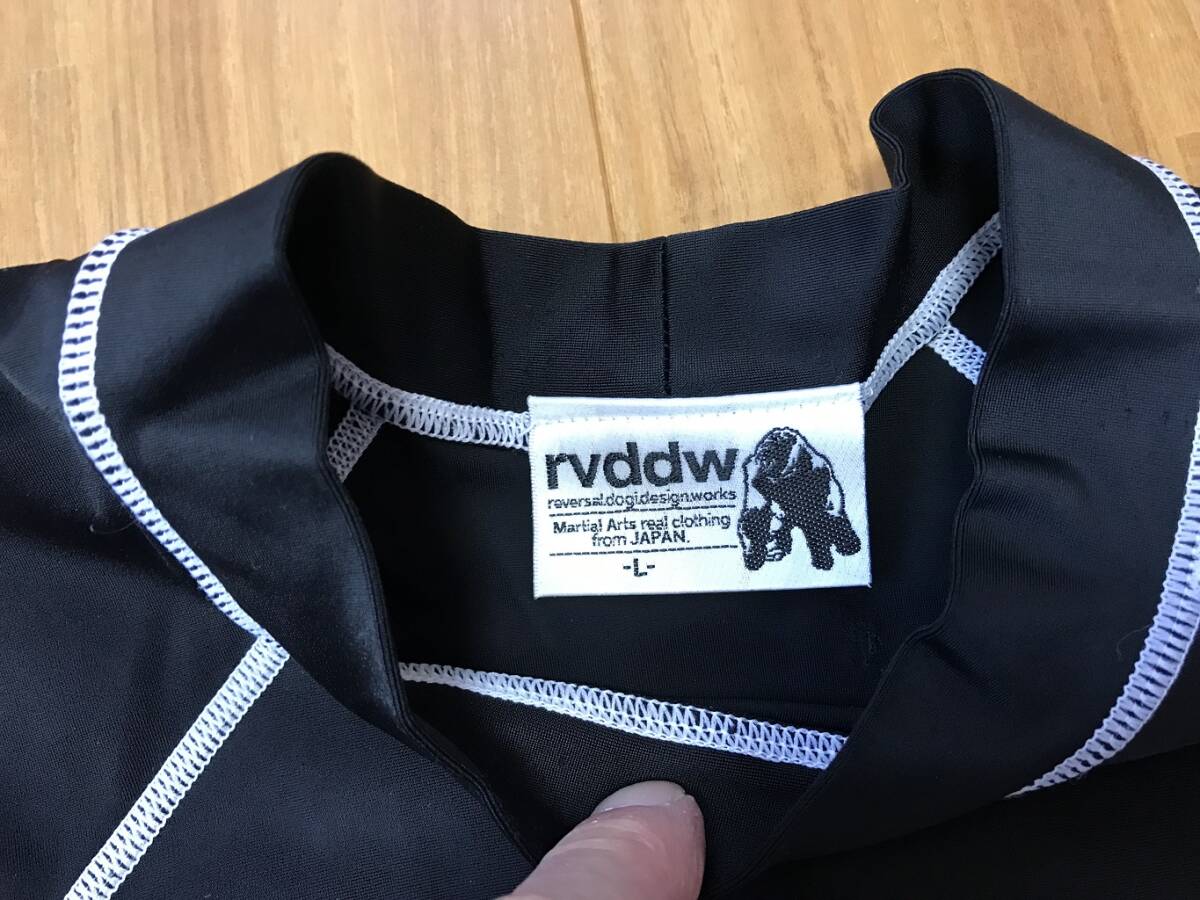 rvddw
reversal.dogi.design.works
Martial Arts real clothing
from JAPAN.
-L-